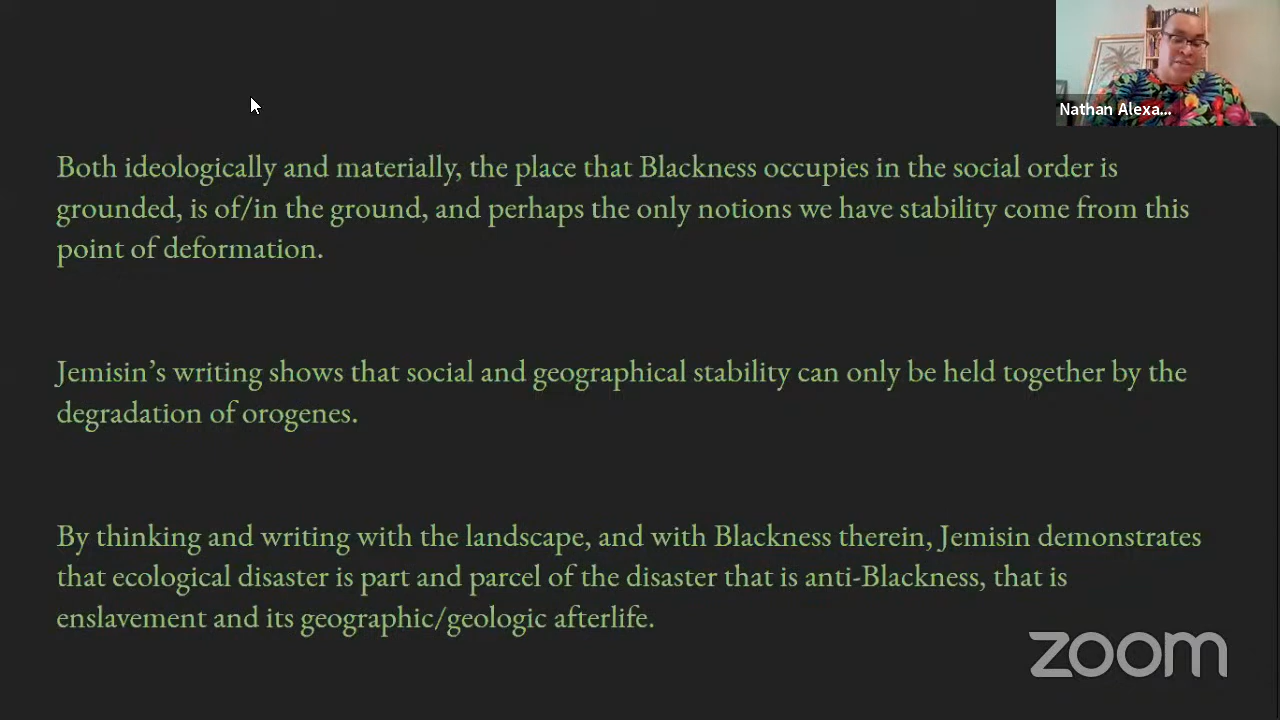 Nathan Alexa...
Both ideologically and materially, the place that Blackness occupies in the social order is
grounded, is of/in the ground, and perhaps the only notions we have stability come from this
point of deformation.
Jemisin’s writing shows that social and geographical stability can only be held together by the
degradation of orogenes.
By thinking and writing with the landscape, and with Blackness therein, Jemisin demonstrates
that ecological disaster is part and parcel of the disaster that is anti-Blackness, that is
enslavement and its geographic/geologic afterlife.
zoom